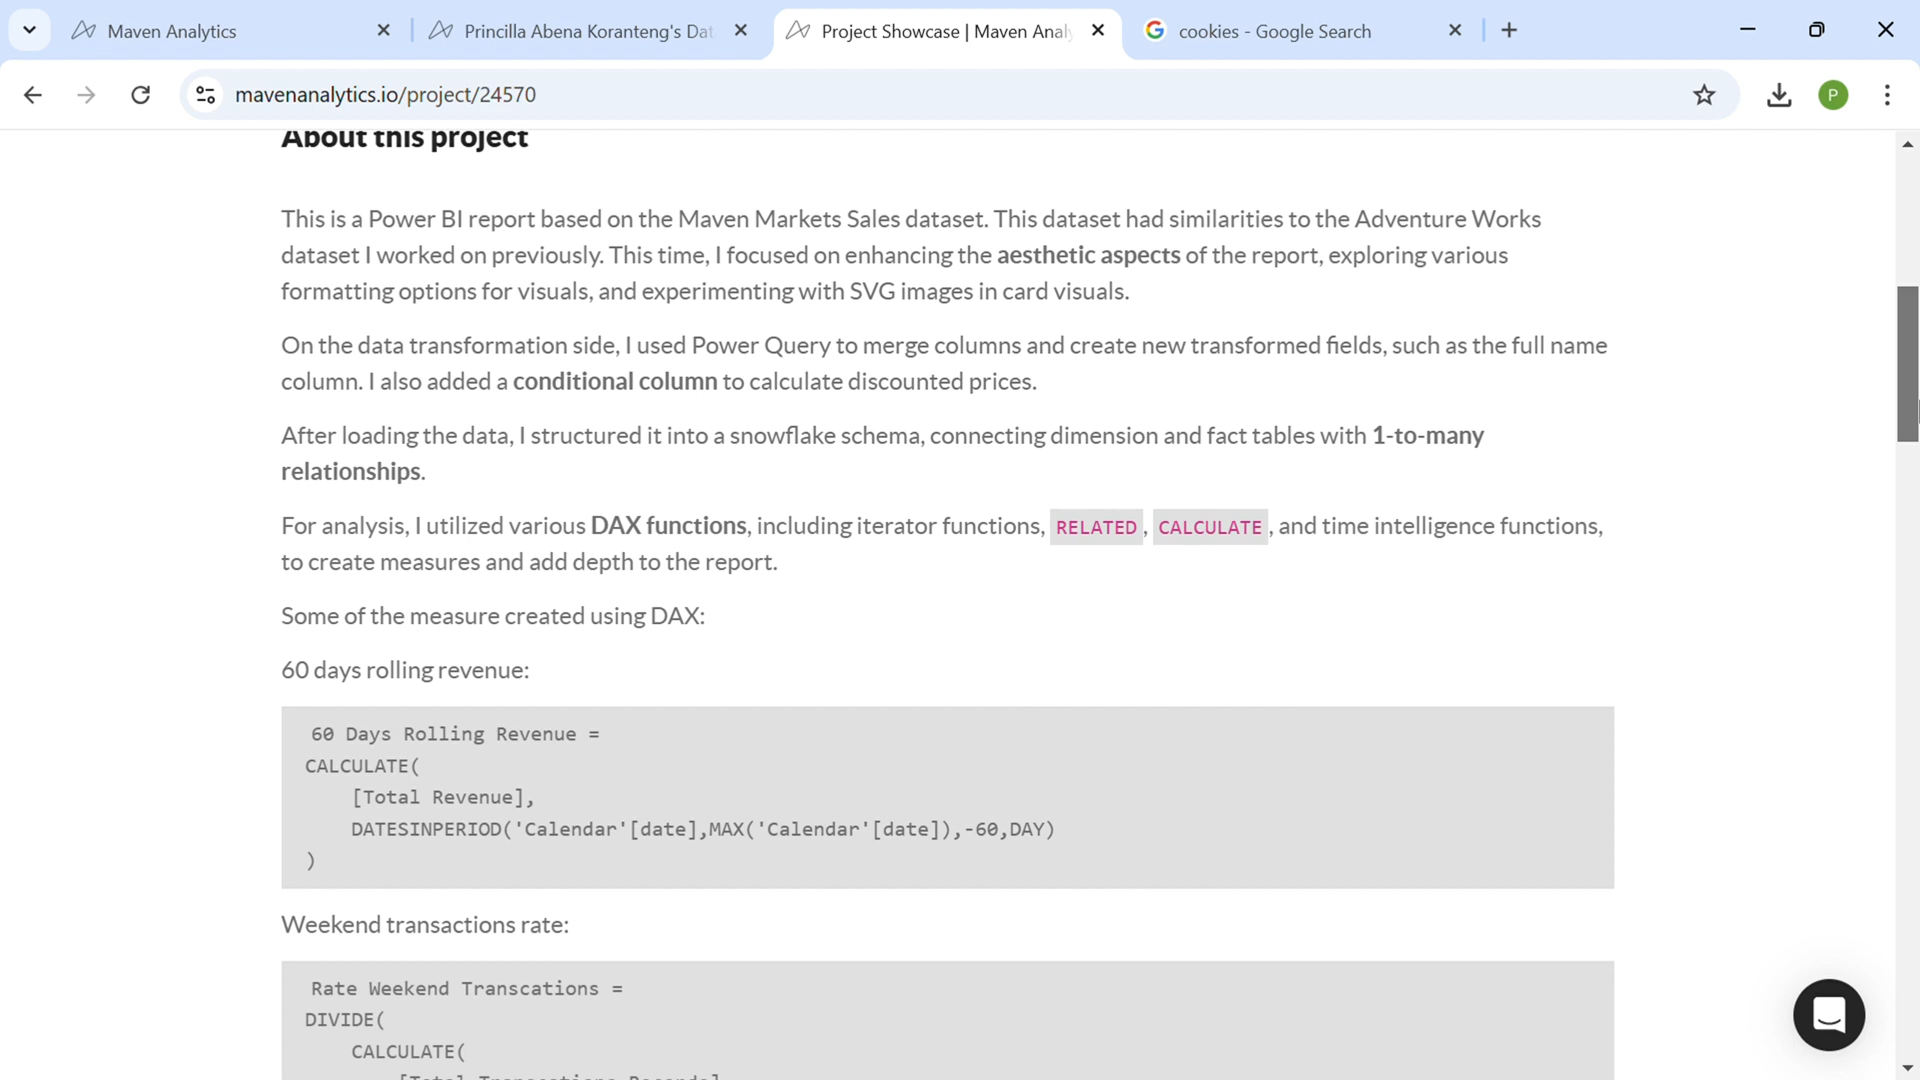 Maven Analytics
Princilla Abena Koranteng's Dat
Project Showcase | Maven Anal
cookies - Google Search
mavenanalytics.io/project/24570
P
About this project
This is a Power BI report based on the Maven Markets Sales dataset. This dataset had similarities to the Adventure Works
dataset I worked on previously. This time, I focused on enhancing the aesthetic aspects of the report, exploring various
formatting options for visuals, and experimenting with SVG images in card visuals.
On the data transformation side, I used Power Query to merge columns and create new transformed fields, such as the full name
column. I also added a conditional column to calculate discounted prices.
After loading the data, I structured it into a snowflake schema, connecting dimension and fact tables with 1-to-many
relationships.
For analysis, I utilized various DAX functions, including iterator functions, RELATED, CALCULATE, and time intelligence functions,
to create measures and add depth to the report.
Some of the measure created using DAX:
60 days rolling revenue:
60 Days Rolling Revenue =
CALCULATE(
[Total Revenue],
DATESINPERIOD('Calendar'[date],MAX('Calendar'[date]),-60,DAY)
)
Weekend transactions rate:
Rate Weekend Transcations =
DIVIDE(
CALCULATE(
[Total Transcations Records]